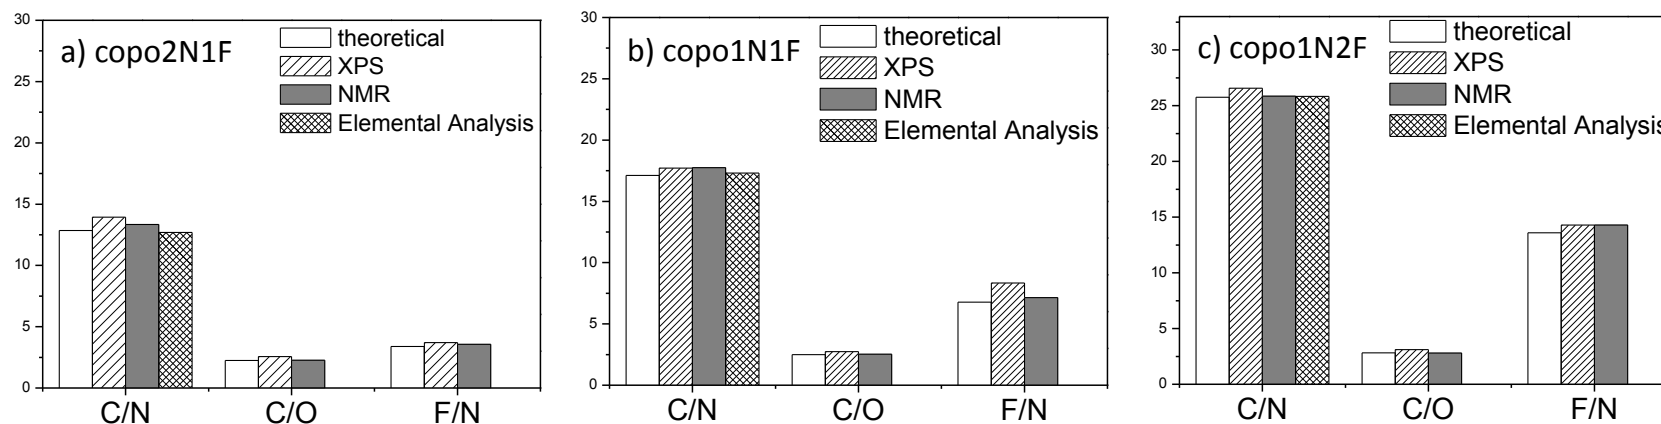 a) copo2N1F
theoretical
XPS
NMR
Elemental Analysis
30
25
20
15
10
5
0
C/N C/O F/N
b) copo1N1F
theoretical
XPS
NMR
Elemental Analysis
30
25
20
15
10
5
0
C/N C/O F/N
c) copo1N2F
theoretical
XPS
NMR
Elemental Analysis
30
25
20
15
10
5
0
C/N C/O F/N